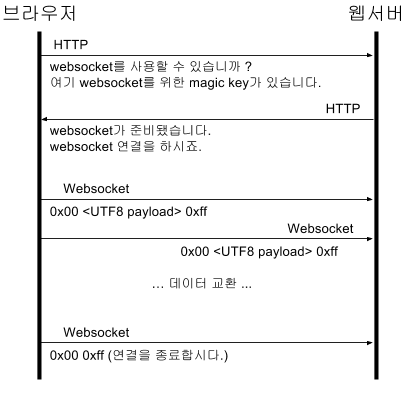 브라우저
웹서버
HTTP
websocket를 사용할 수 있습니까 ?
여기 websocket를 위한 magic key가 있습니다.
HTTP
websocket가 준비됐습니다.
websocket 연결을 하시죠.
Websocket
0x00 <UTF8 payload> 0xff
Websocket
0x00 <UTF8 payload> 0xff
... 데이터 교환 ...
Websocket
0x00 0xff (연결을 종료합시다.)